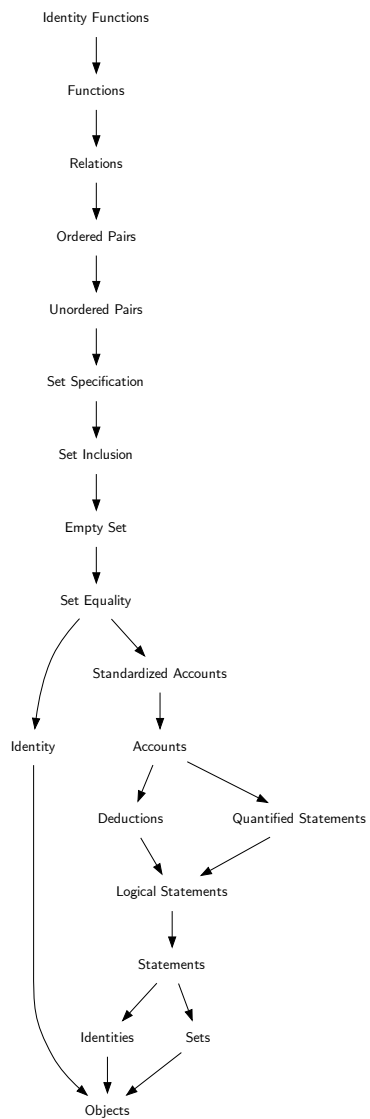 Identity Functions
Functions
Relations
Ordered Pairs
Unordered Pairs
Set Specification
Set Inclusion
Empty Set
Set Equality
Standardized Accounts
Identity
Accounts
Deductions
Quantified Statements
Logical Statements
Statements
Identities
Sets
Objects